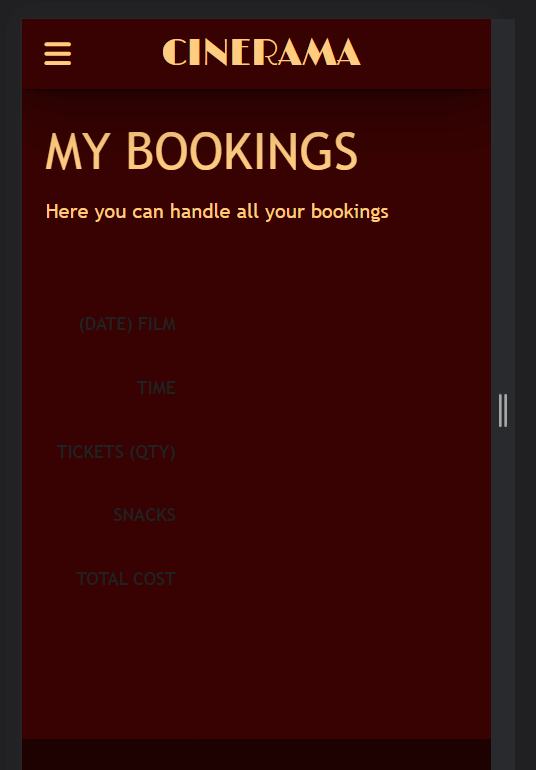 CINERAMA
MY BOOKINGS
Here you can handle all your bookings
(DATE) FILM
TIME
TICKETS (QTY)
SNACKS
TOTAL COST